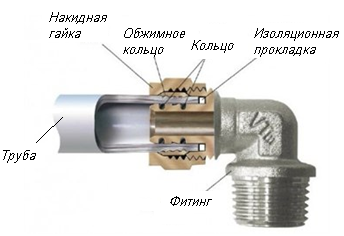 Накидная
гайка
Обжимное
кольцо
Кольцо
Изоляционная
прокладка
Труба
Фитинг